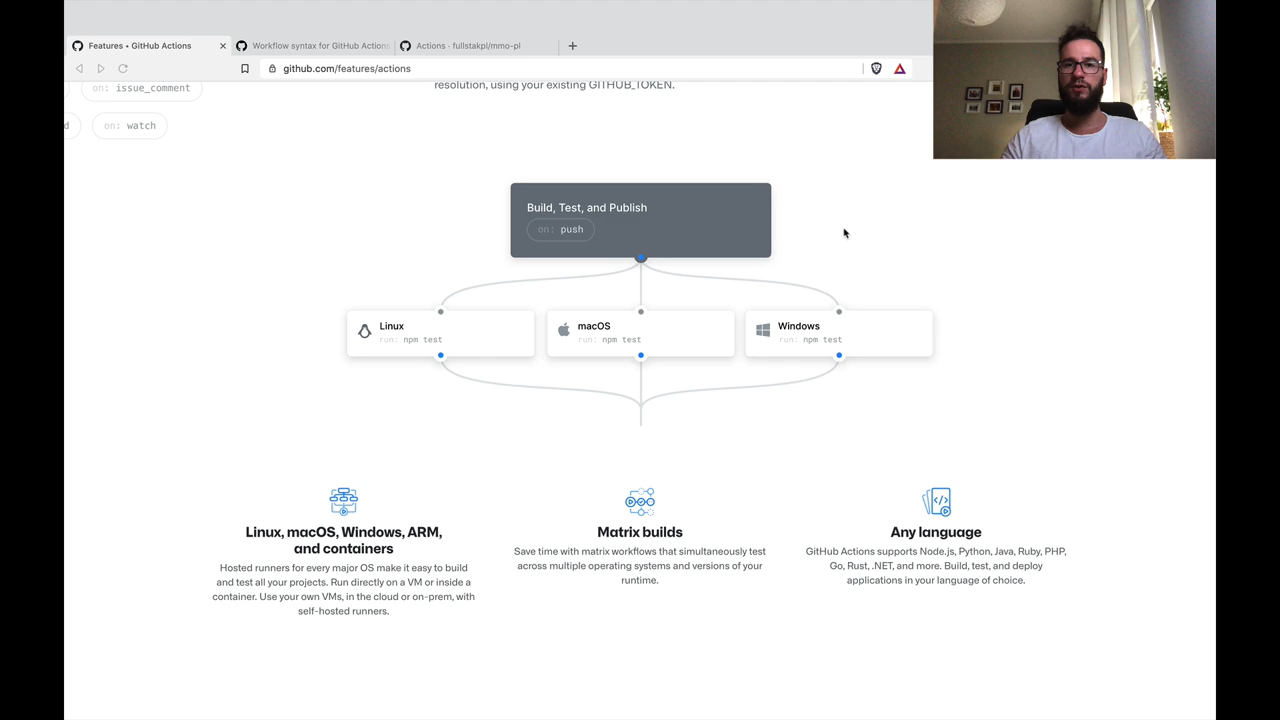 Features • GitHub Actions
Workflow syntax for GitHub Actions
Actions · fullstakpl/mmo-pl
github.com/features/actions
on: issue_comment
resolution, using your existing GITHUB_TOKEN.
d
on: watch
Build, Test, and Publish
on: push
Linux
run: npm test
macOS
run: npm test
Windows
run: npm test
Linux, macOS, Windows, ARM,
and containers
Hosted runners for every major OS make it easy to build
and test all your projects. Run directly on a VM or inside a
container. Use your own VMs, in the cloud or on-prem, with
self-hosted runners.
Matrix builds
Save time with matrix workflows that simultaneously test
across multiple operating systems and versions of your
runtime.
Any language
GitHub Actions supports Node.js, Python, Java, Ruby, PHP,
Go, Rust, .NET, and more. Build, test, and deploy
applications in your language of choice.